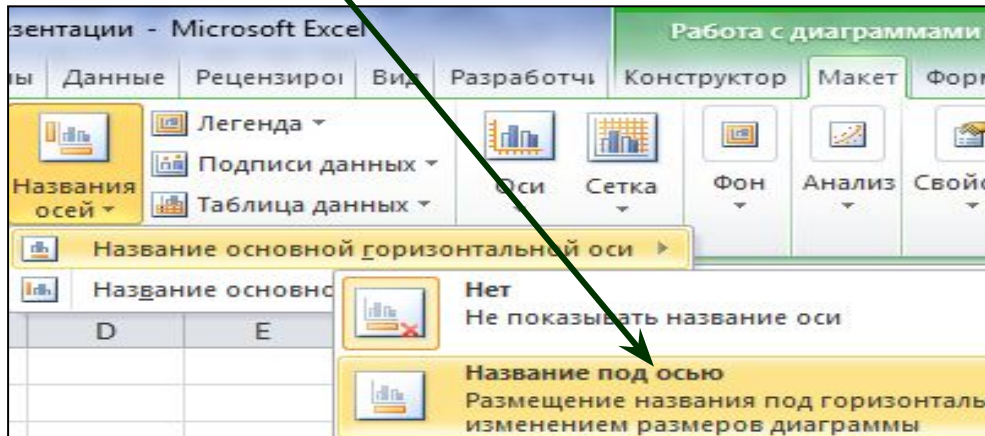 зентации - Microsoft Excel Работа с диаграммами
ы Данные Рецензиро Вид Разработч Конструктор Макет Фор
Легенда
Подписи данных
Названия осей
Таблица данных
Оси Сетка Фон Анализ Свойс
Название основной горизонтальной оси
Название основно
D E
Нет
Не показывать название оси
Название под осью
Размещение названия под горизонталь
изменением размеров диаграммы